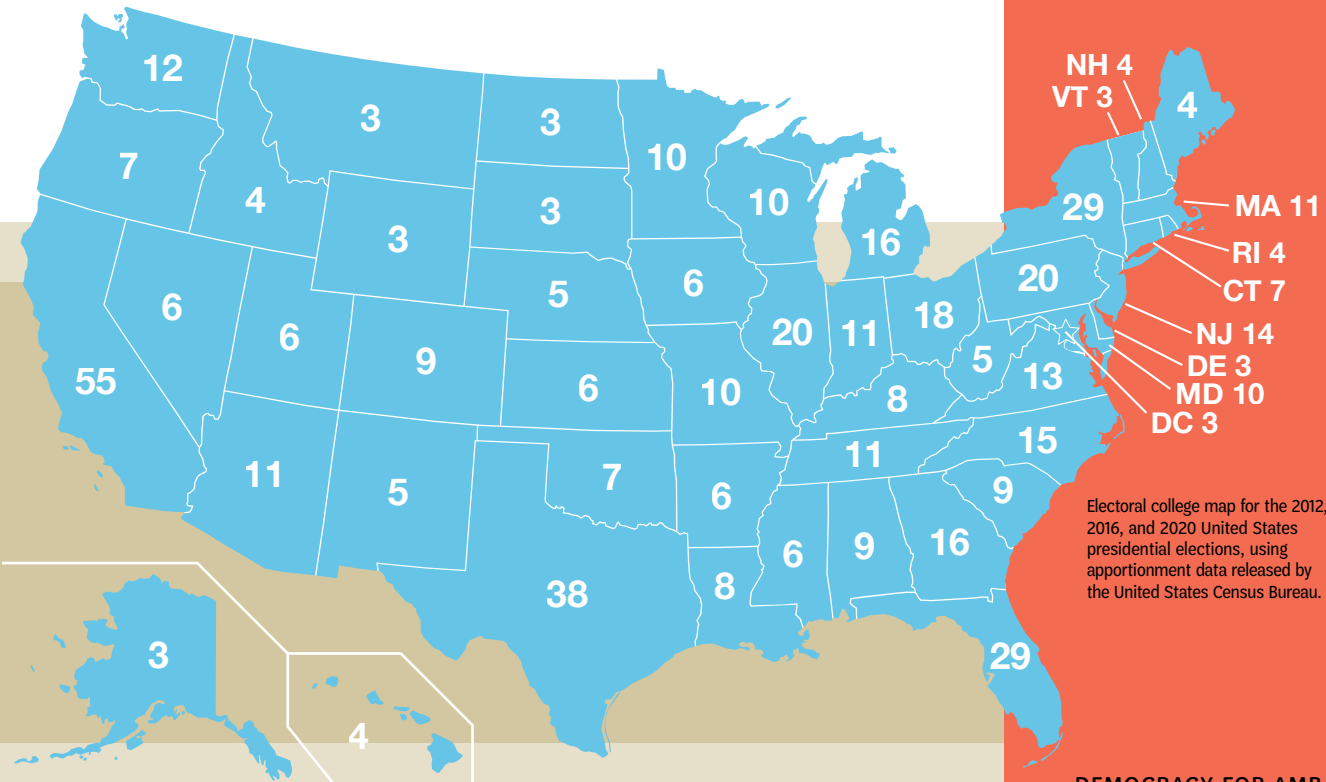 NH 4
VT 3
4
12
3
3
10
7
4
3
3
10
16
29
MA 11
RI 4
CT 7
6
6
9
5
6
20
11
18
20
NJ 14
DE 3
MD 10
DC 3
55
6
10
8
5
13
11
5
7
6
11
15
9
38
8
6
9
16
29
3
4
Electoral college map for the 2012,
2016, and 2020 United States
presidential elections, using
apportionment data released by
the United States Census Bureau.
DEMOCRACY FOR AMER